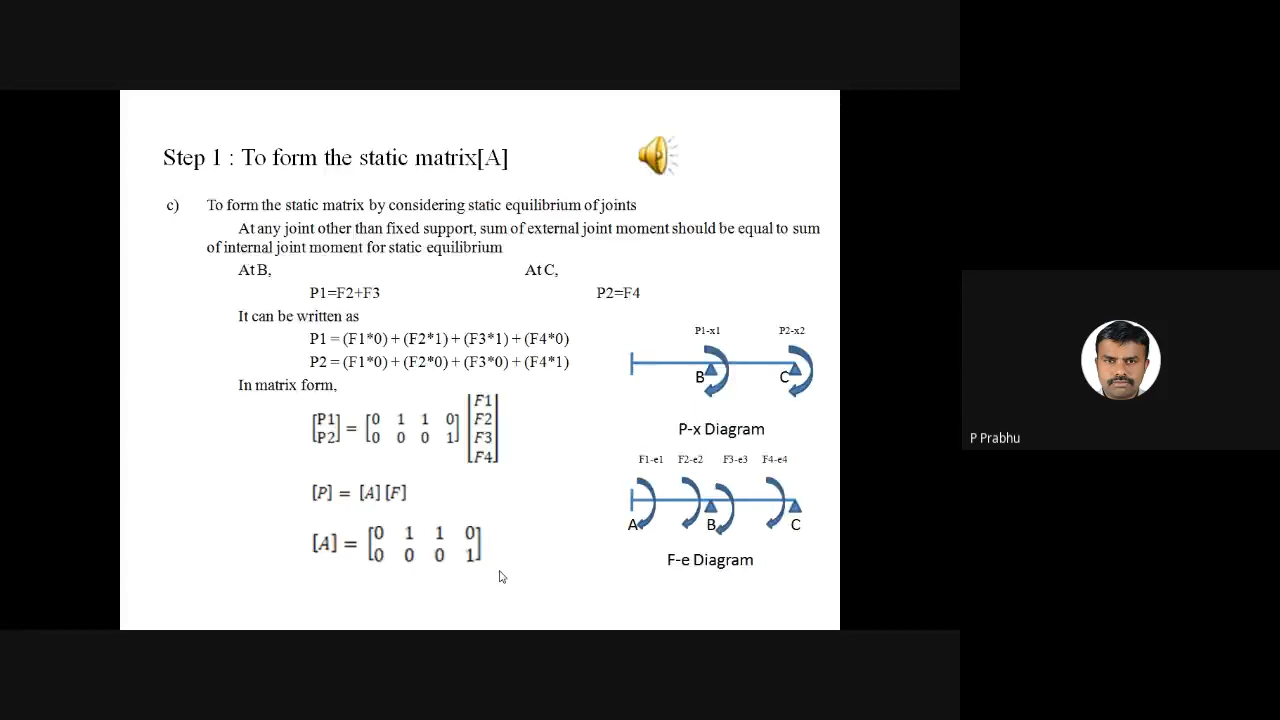 Step 1 : To form the static matrix[A]
c) To form the static matrix by considering static equilibrium of joints
At any joint other than fixed support, sum of external joint moment should be equal to sum
of internal joint moment for static equilibrium
At B, At C,
P1=F2+F3 P2=F4
It can be written as
P1 = (F1*0) + (F2*1) + (F3*1) + (F4*0)
P2 = (F1*0) + (F2*0) + (F3*0) + (F4*1)
In matrix form,
[P1 P2] = [0 1 1 0
0 0 0 1] [F1 F2 F3 F4]
[P] = [A] [F]
[A] = [0 1 1 0
0 0 0 1]
P1-x1 P2-x2
B C
P-x Diagram
F1-e1 F2-e2 F3-e3 F4-e4
A B C
F-e Diagram
P Prabhu